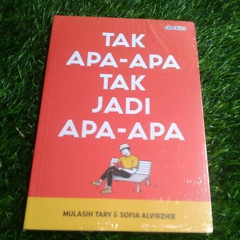 TAK
APA-APA
TAK
JADI
APA-APA
MULASIH TARY & SOFIA ALVIRZHIE